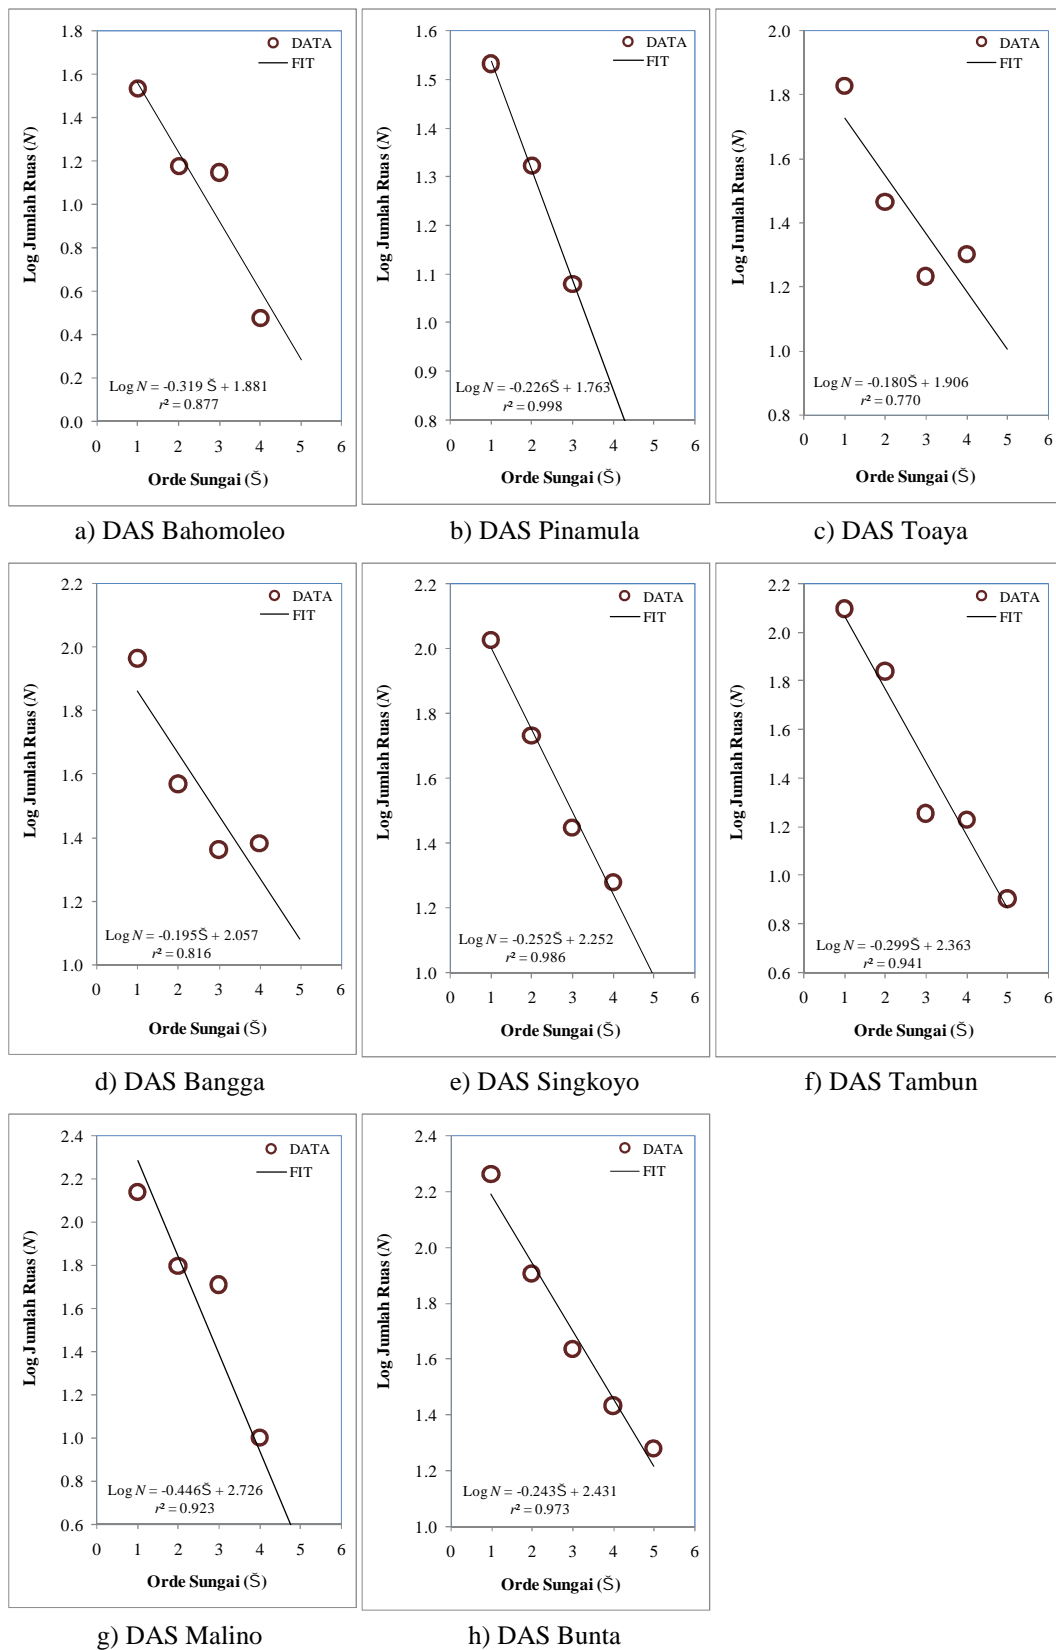 1.8
1.6
1.4
1.2
1.0
0.8
0.6
0.4
0.2
0.0
Log Jumlah Ruas (N)
DATA
FIT
Log N = -0.319 Š + 1.881
r² = 0.877
0 1 2 3 4 5 6
Orde Sungai (Š)
a) DAS Bahomoleo
1.6
1.5
1.4
1.3
1.2
1.1
1.0
0.9
0.8
Log Jumlah Ruas (N)
DATA
FIT
Log N = -0.226Š + 1.763
r² = 0.998
0 1 2 3 4 5 6
Orde Sungai (Š)
b) DAS Pinamula
2.0
1.8
1.6
1.4
1.2
1.0
0.8
Log Jumlah Ruas (N)
DATA
FIT
Log N = -0.180Š + 1.906
r² = 0.770
0 1 2 3 4 5 6
Orde Sungai (Š)
c) DAS Toaya
2.2
2.0
1.8
1.6
1.4
1.2
1.0
Log Jumlah Ruas (N)
DATA
FIT
Log N = -0.195Š + 2.057
r² = 0.816
0 1 2 3 4 5 6
Orde Sungai (Š)
d) DAS Bangga
2.2
2.0
1.8
1.6
1.4
1.2
1.0
Log Jumlah Ruas (N)
DATA
FIT
Log N = -0.252Š + 2.252
r² = 0.986
0 1 2 3 4 5 6
Orde Sungai (Š)
e) DAS Singkoyo
2.2
2.0
1.8
1.6
1.4
1.2
1.0
0.8
0.6
Log Jumlah Ruas (N)
DATA
FIT
Log N = -0.299Š + 2.363
r² = 0.941
0 1 2 3 4 5 6
Orde Sungai (Š)
f) DAS Tambun
2.4
2.2
2.0
1.8
1.6
1.4
1.2
1.0
0.8
0.6
Log Jumlah Ruas (N)
DATA
FIT
Log N = -0.446Š + 2.726
r² = 0.923
0 1 2 3 4 5 6
Orde Sungai (Š)
g) DAS Malino
2.4
2.2
2.0
1.8
1.6
1.4
1.2
1.0
Log Jumlah Ruas (N)
DATA
FIT
Log N = -0.243Š + 2.431
r² = 0.973
0 1 2 3 4 5 6
Orde Sungai (Š)
h) DAS Bunta